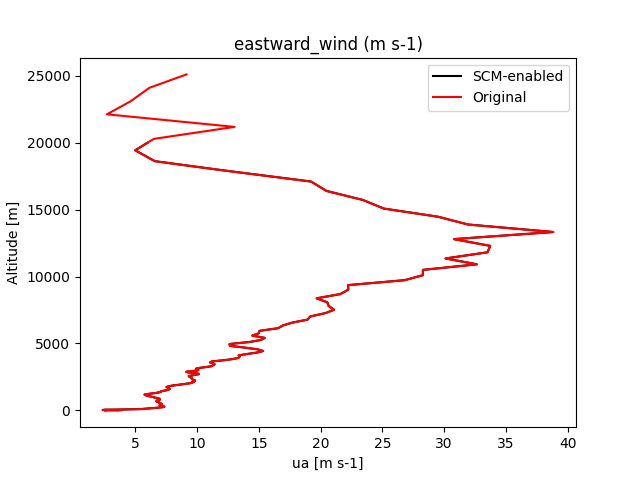 eastward_wind (m s-1)
SCM-enabled
Original
Altitude [m]
25000
20000
15000
10000
5000
0
5 10 15 20 25 30 35 40
ua [m s-1]